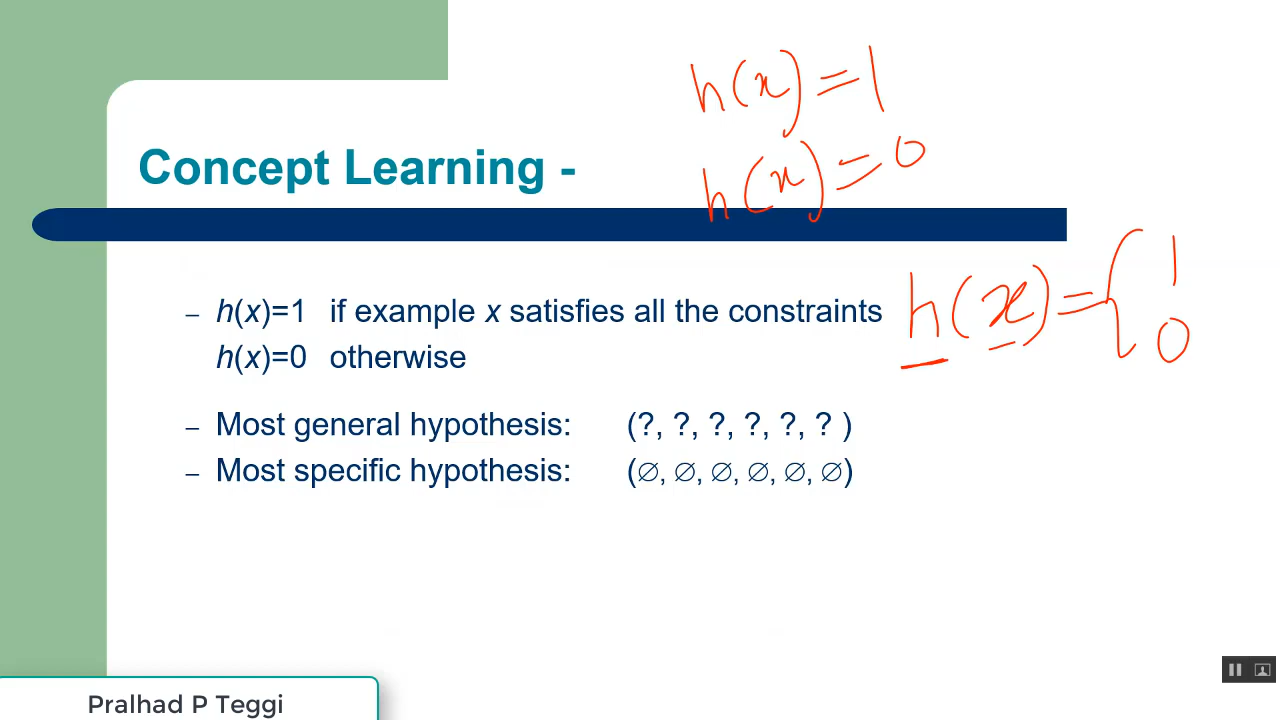 h(x)=1
Concept Learning -
h(x)=0
– h(x)=1 if example x satisfies all the constraints
h(x)=0 otherwise
h(x)={1 0
– Most general hypothesis: (?, ?, ?, ?, ?, ? )
– Most specific hypothesis: (∅, ∅, ∅, ∅, ∅, ∅)
Pralhad P Teggi